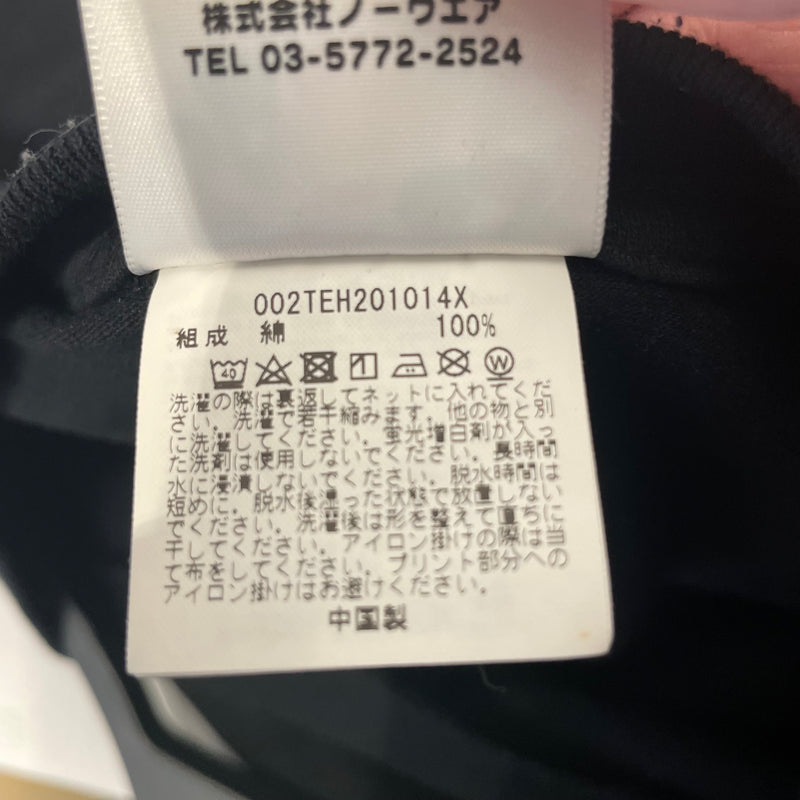 株式会社ノーウエア
TEL 03-5772-2524
002TEH201014X
組成 綿 100%
40 W
洗濯の際は裏返してネットに入れてくだ
さい。洗濯で若干縮みます。他の物と別
に洗濯してください。蛍光増白剤が入っ
た洗剤は使用しないでください。長時間
水に浸漬しないでください。脱水時間は
短めに。脱水後湿った状態で放置しない
でください。洗濯後は形を整えて直ちに
干してください。アイロン掛けの際は当
て布をしてください。プリント部分への
アイロン掛けはお避けください。
中国製